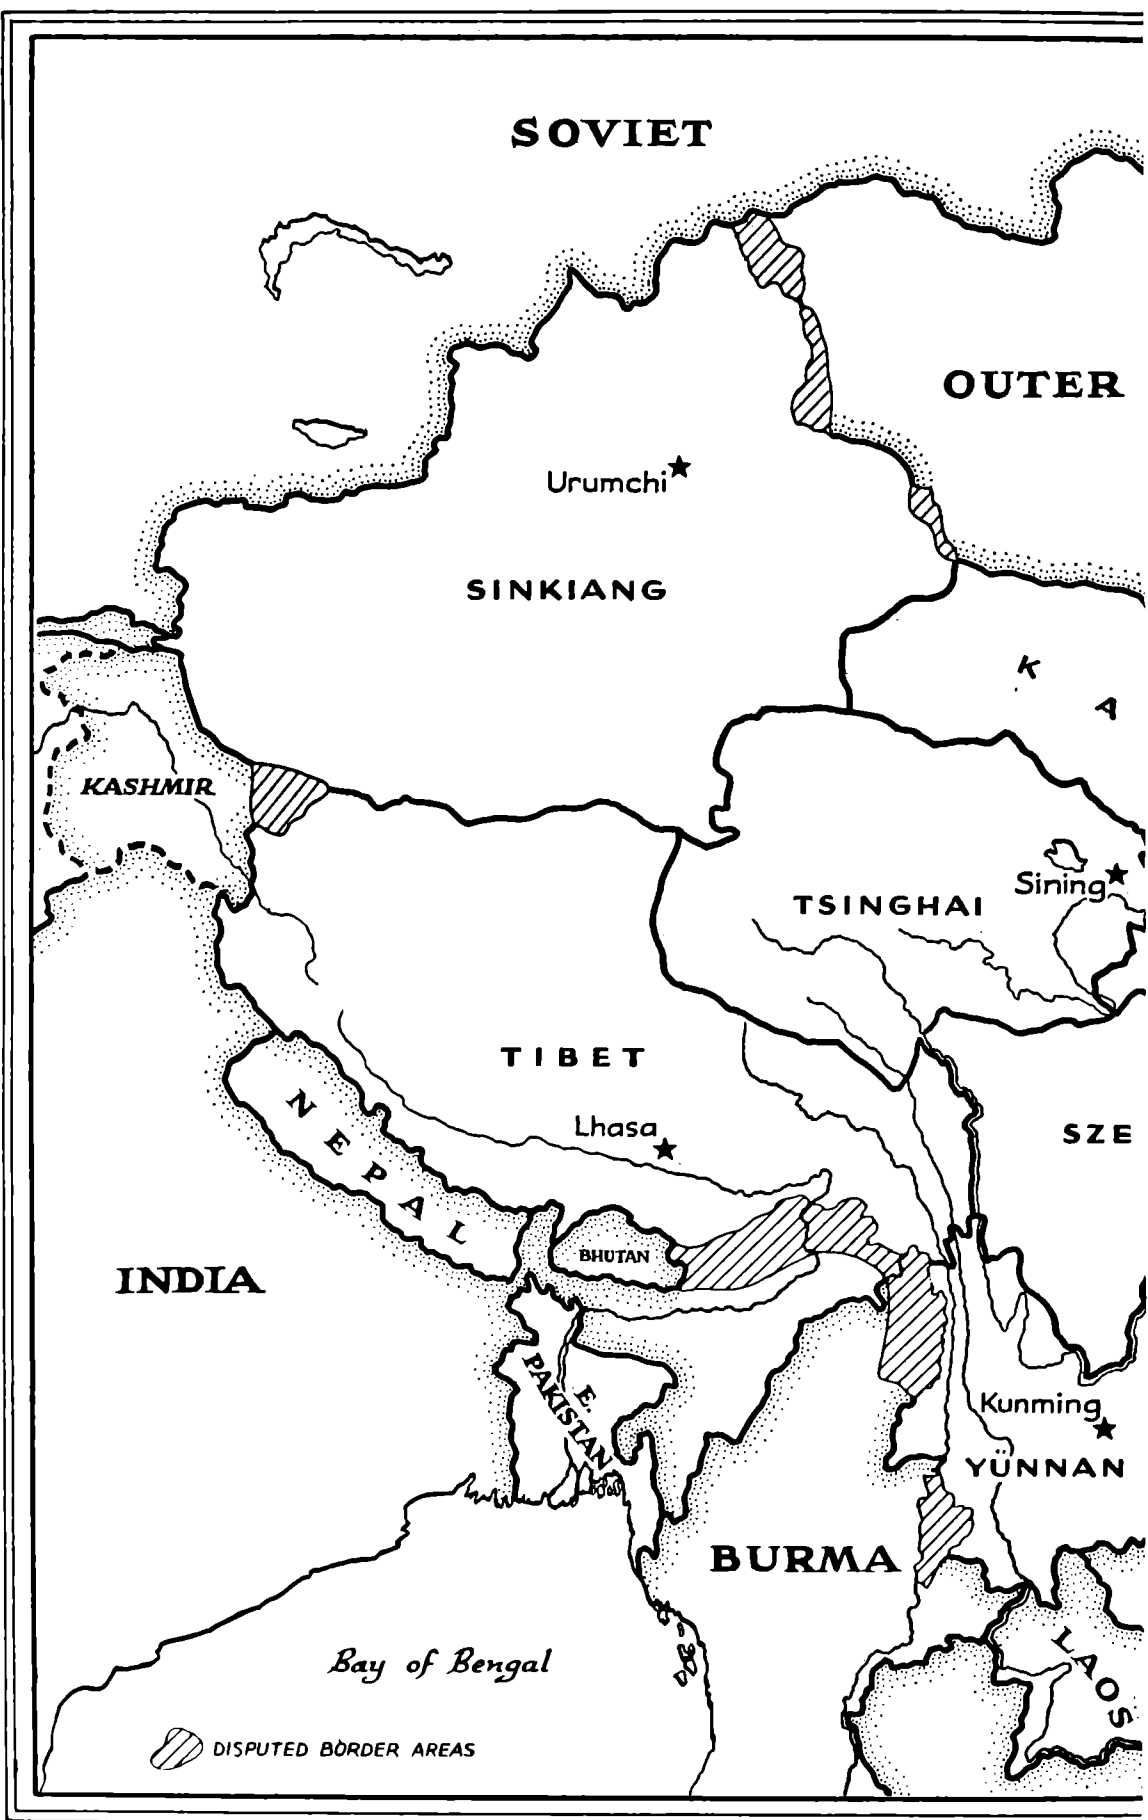 SOVIET
OUTER
Urumchi
SINKIANG
K
A
KASHMIR
Sining
TSINGHAI
TIBET
Lhasa
SZE
NEPAL
BHUTAN
INDIA
E.
PAKISTAN
Kunming
YÜNNAN
BURMA
LAOS
Bay of Bengal
DISPUTED BORDER AREAS